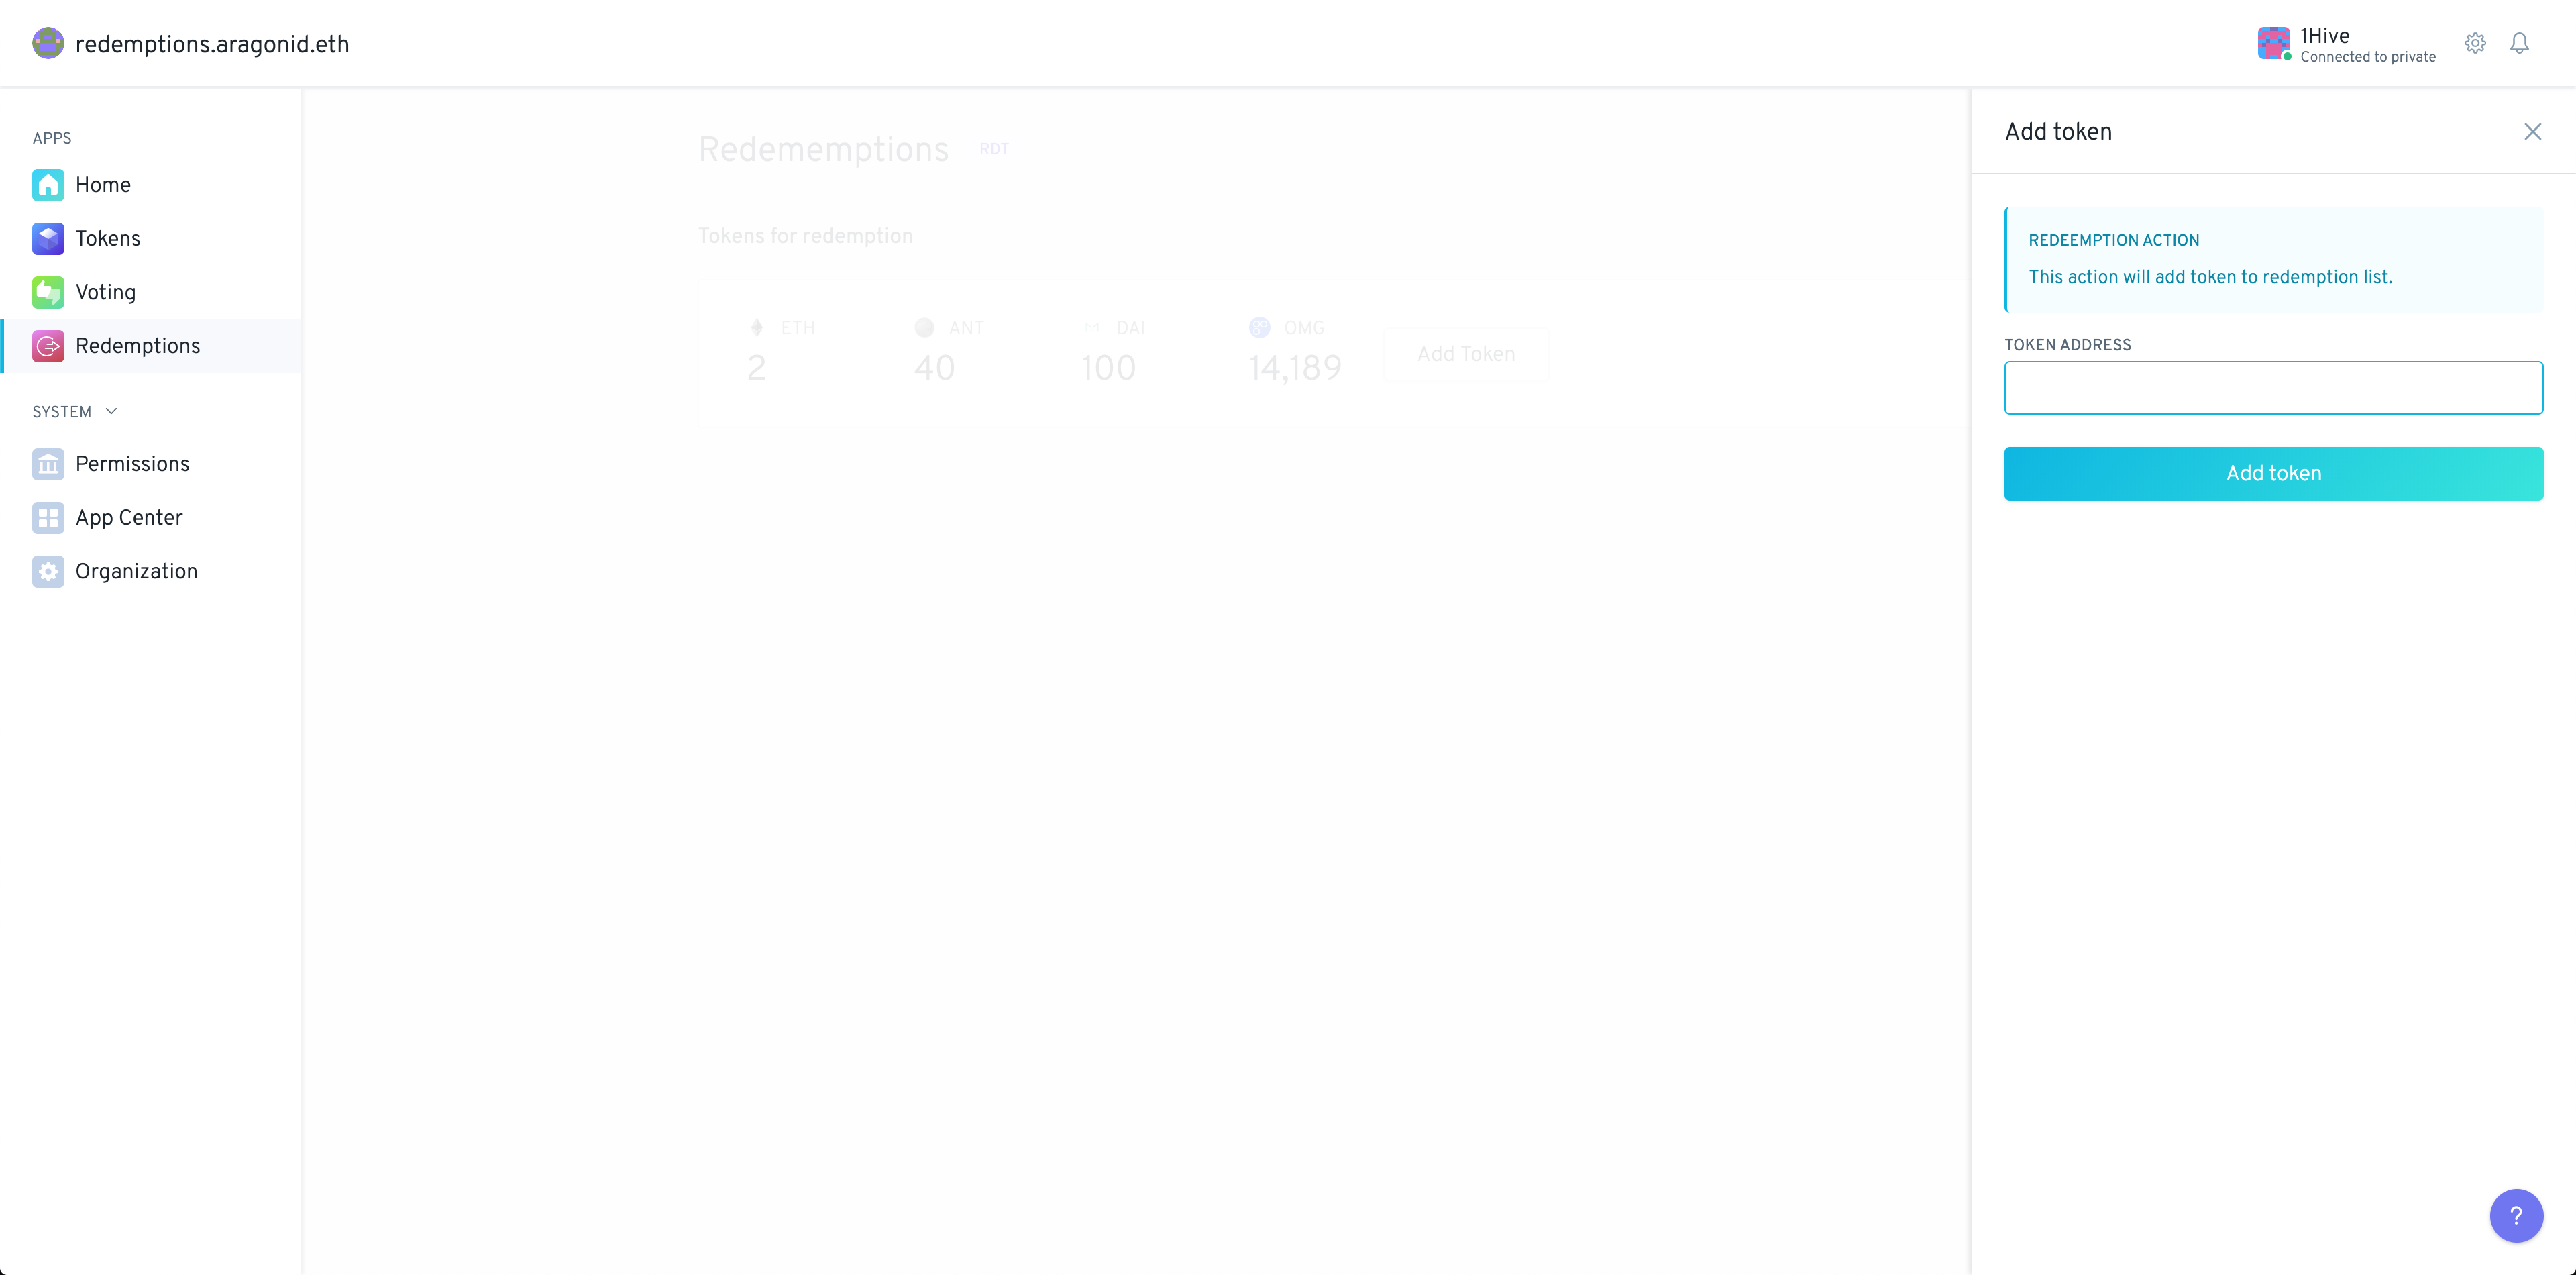 redemptions.aragonid.eth
1Hive
Connected to private
APPS
Home
Tokens
Voting
Redemptions
SYSTEM
Permissions
App Center
Organization
Redememptions RDT
Tokens for redemption
ETH ANT DAI OMG
2 40 100 14,189
Add Token
Add token
REDEEMPTION ACTION
This action will add token to redemption list.
TOKEN ADDRESS
Add token
?